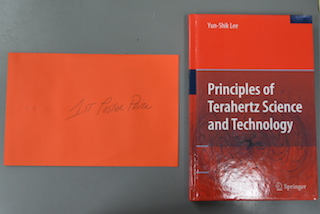 1ST POSTER PRIZE
Yun-Shik Lee
Principles of
Terahertz Science
and Technology
Springer